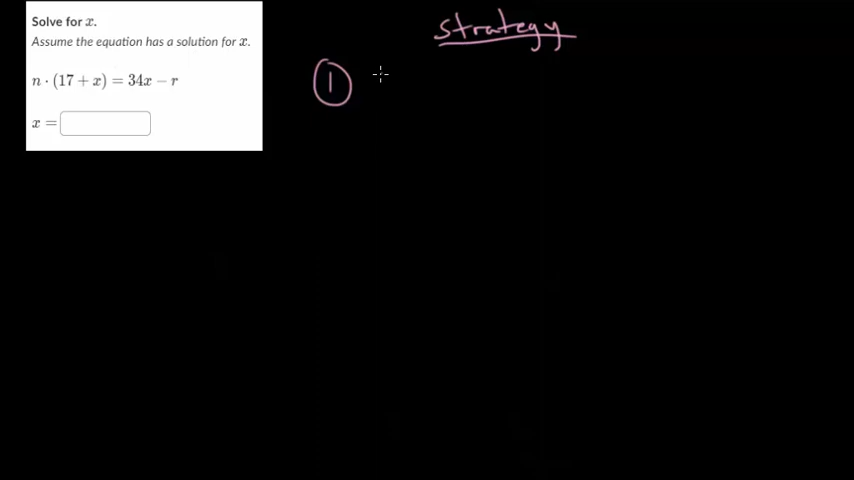 Solve for x.
Assume the equation has a solution for x.
n · (17 + x) = 34x − r
x =
strategy
1